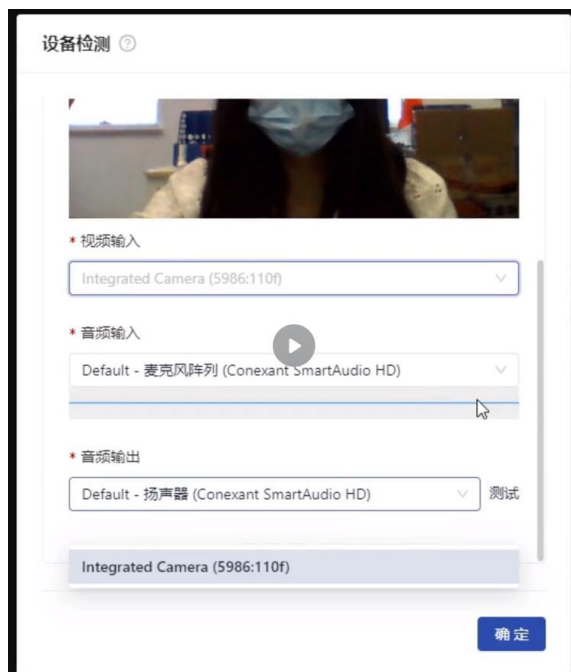 设备检测
* 视频输入
Integrated Camera (5986:110f)
* 音频输入
Default - 麦克风阵列 (Conexant SmartAudio HD)
* 音频输出
Default - 扬声器 (Conexant SmartAudio HD)
测试
Integrated Camera (5986:110f)
确定